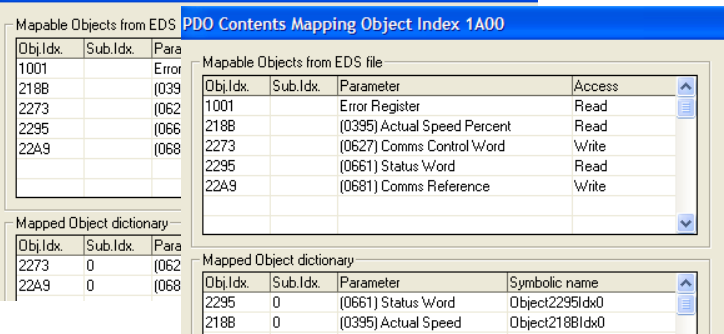 Mapable Objects from EDS
Obj.Idx. Sub.Idx. Para
1001 Error
218B (039
2273 (062
2295 (066
22A9 (068
Mapped Object dictionary
Obj.Idx. Sub.Idx. Para
2273 0 (062
22A9 0 (068
PDO Contents Mapping Object Index 1A00
Mapable Objects from EDS file
Obj.Idx. Sub.Idx. Parameter Access
1001 Error Register Read
218B (0395) Actual Speed Percent Read
2273 (0627) Comms Control Word Write
2295 (0661) Status Word Read
22A9 (0681) Comms Reference Write
Mapped Object dictionary
Obj.Idx. Sub.Idx. Parameter Symbolic name
2295 0 (0661) Status Word Object2295Idx0
218B 0 (0395) Actual Speed Object218BIdx0